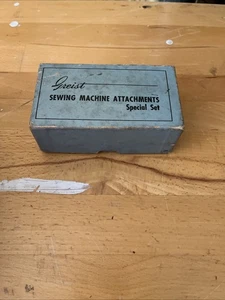 Greist
SEWING MACHINE ATTACHMENTS
Special Set